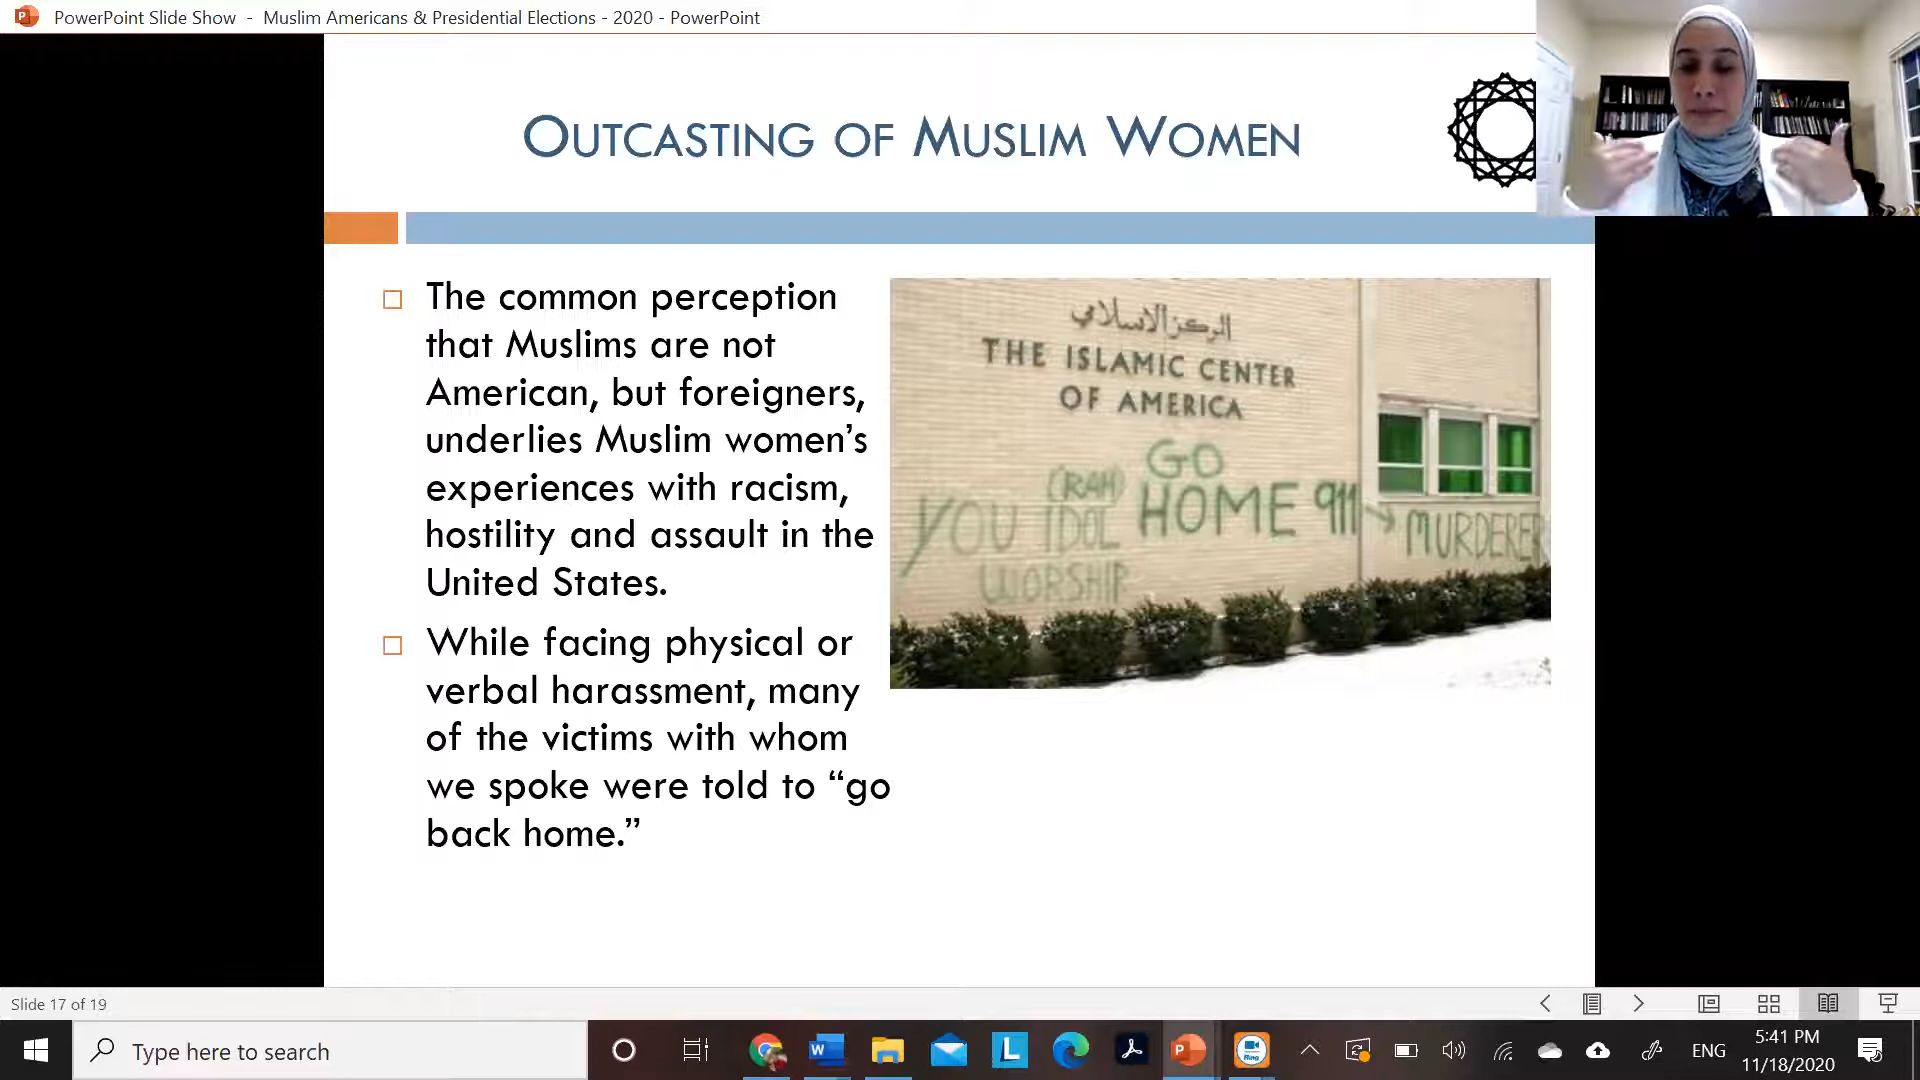 PowerPoint Slide Show - Muslim Americans & Presidential Elections - 2020 - PowerPoint
OUTCASTING OF MUSLIM WOMEN
The common perception
that Muslims are not
American, but foreigners,
underlies Muslim women’s
experiences with racism,
hostility and assault in the
United States.
While facing physical or
verbal harassment, many
of the victims with whom
we spoke were told to “go
back home.”
المركز الاسلامي
THE ISLAMIC CENTER
OF AMERICA
GO
HOME 911 → MURDERER
YOU IDOL
WORSHIP
Slide 17 of 19
Type here to search
ENG
5:41 PM
11/18/2020